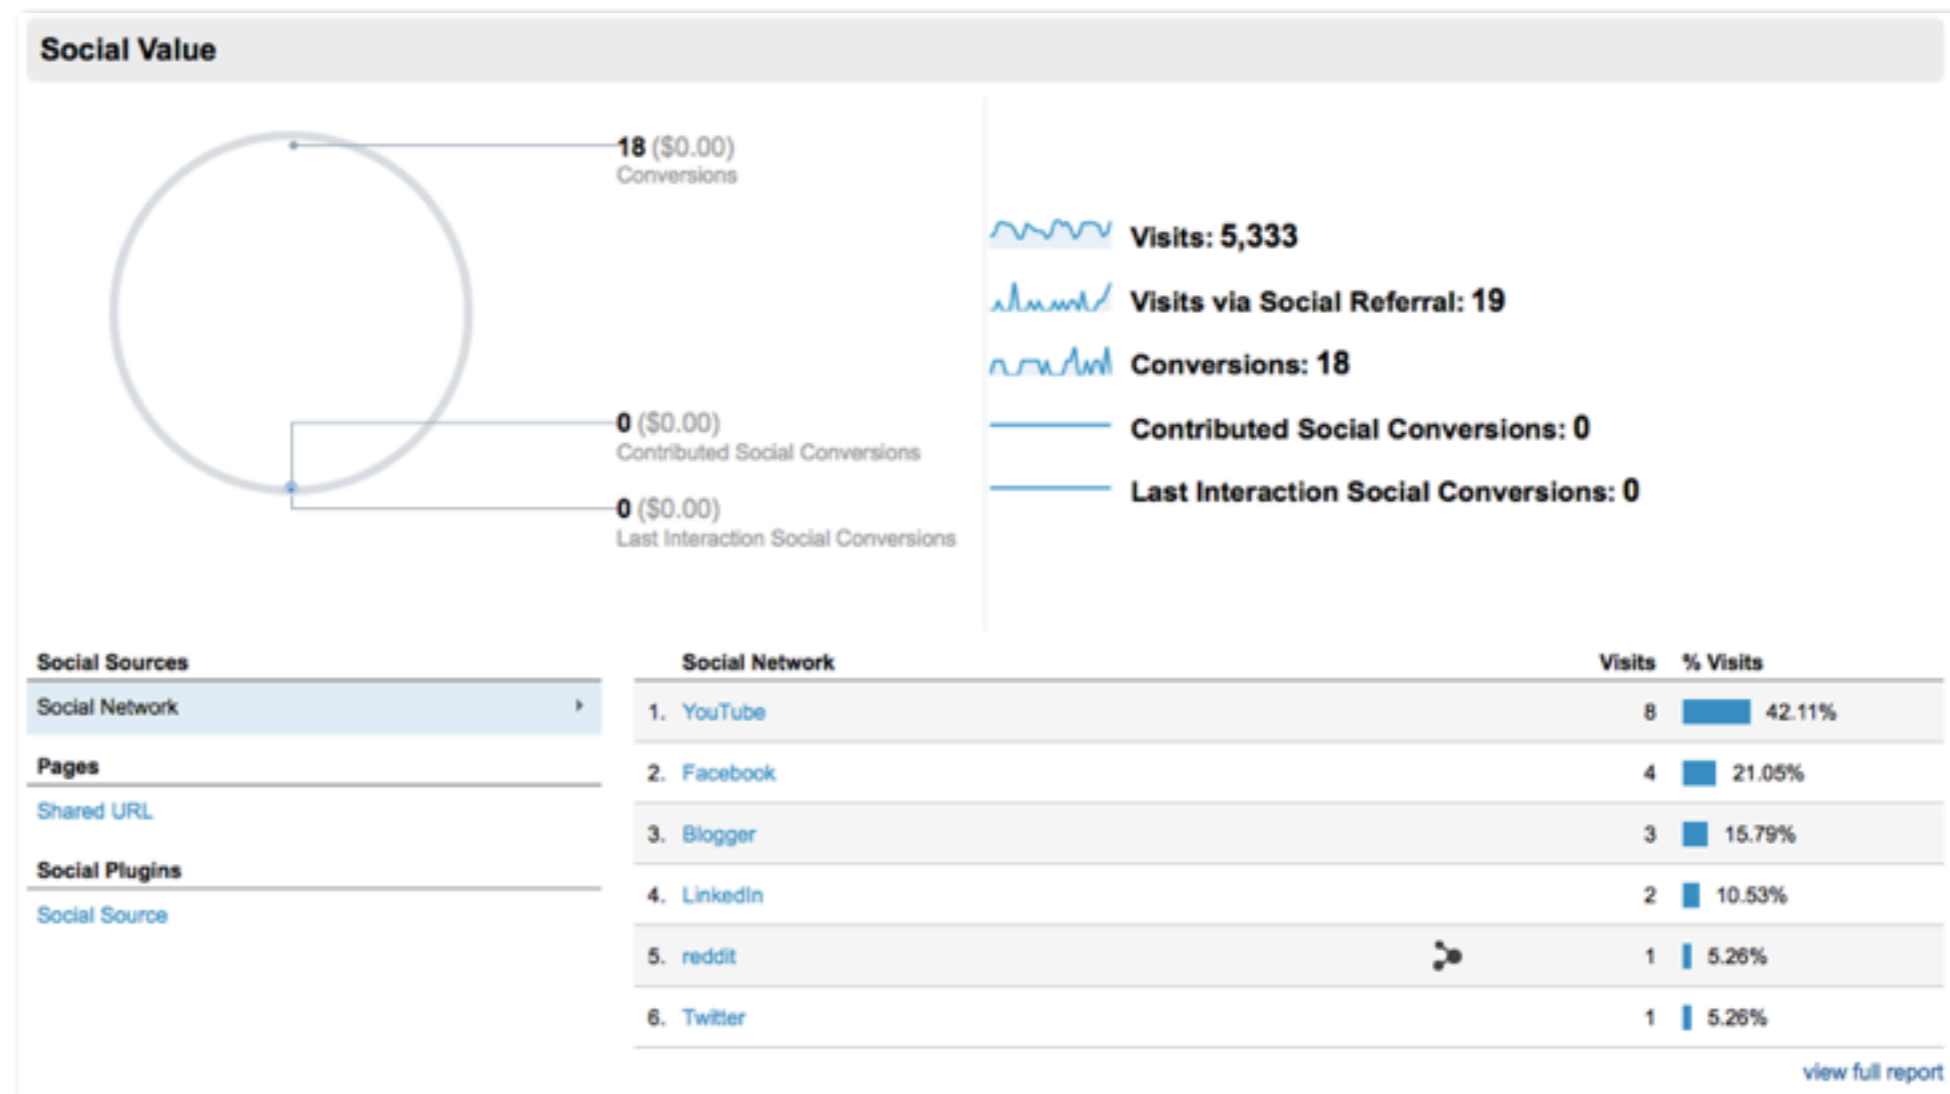 Social Value
18 ($0.00)
Conversions
0 ($0.00)
Contributed Social Conversions
0 ($0.00)
Last Interaction Social Conversions
Visits: 5,333
Visits via Social Referral: 19
Conversions: 18
Contributed Social Conversions: 0
Last Interaction Social Conversions: 0
Social Sources
Social Network
Pages
Shared URL
Social Plugins
Social Source
Social Network Visits % Visits
1. YouTube 8 42.11%
2. Facebook 4 21.05%
3. Blogger 3 15.79%
4. LinkedIn 2 10.53%
5. reddit 1 5.26%
6. Twitter 1 5.26%
view full report